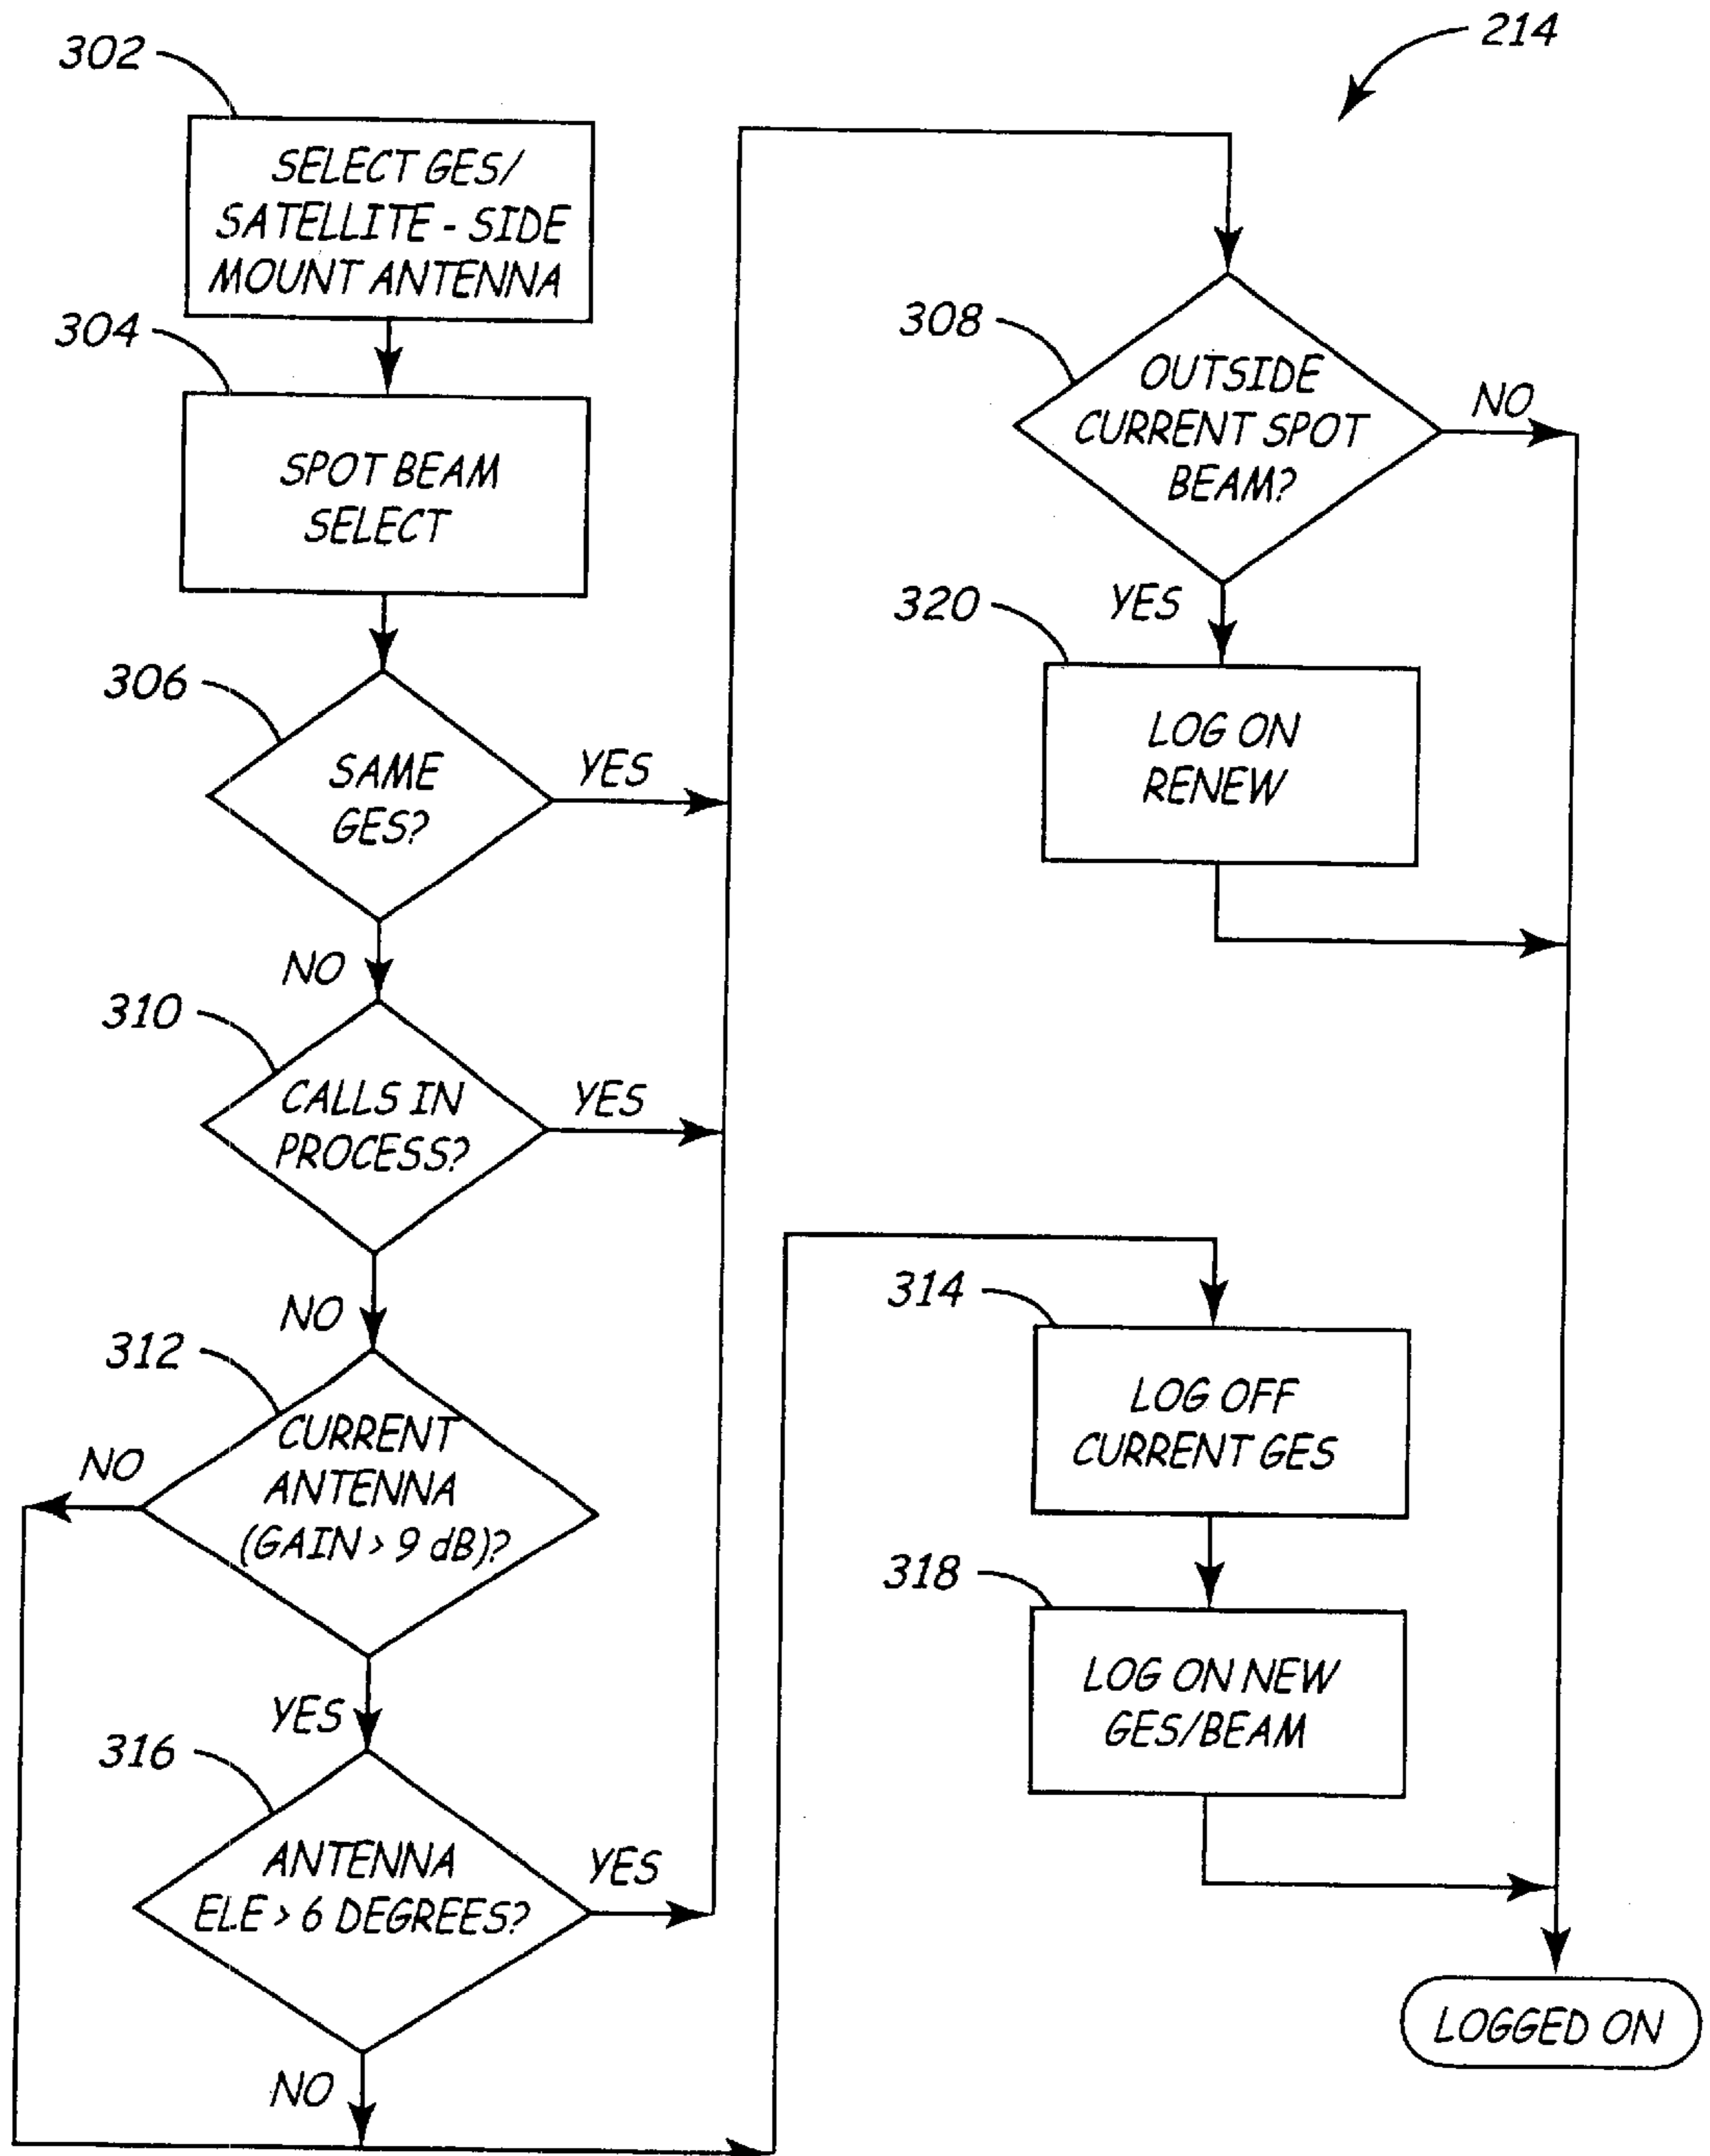 214
302
SELECT GES/
SATELLITE - SIDE
MOUNT ANTENNA
304
SPOT BEAM
SELECT
306
SAME
GES?
YES
NO
310
CALLS IN
PROCESS?
YES
NO
312
CURRENT
ANTENNA
(GAIN > 9 dB)?
NO
YES
316
ANTENNA
ELE > 6 DEGREES?
YES
NO
308
OUTSIDE
CURRENT SPOT
BEAM?
NO
YES
320
LOG ON
RENEW
314
LOG OFF
CURRENT GES
318
LOG ON NEW
GES/BEAM
LOGGED ON